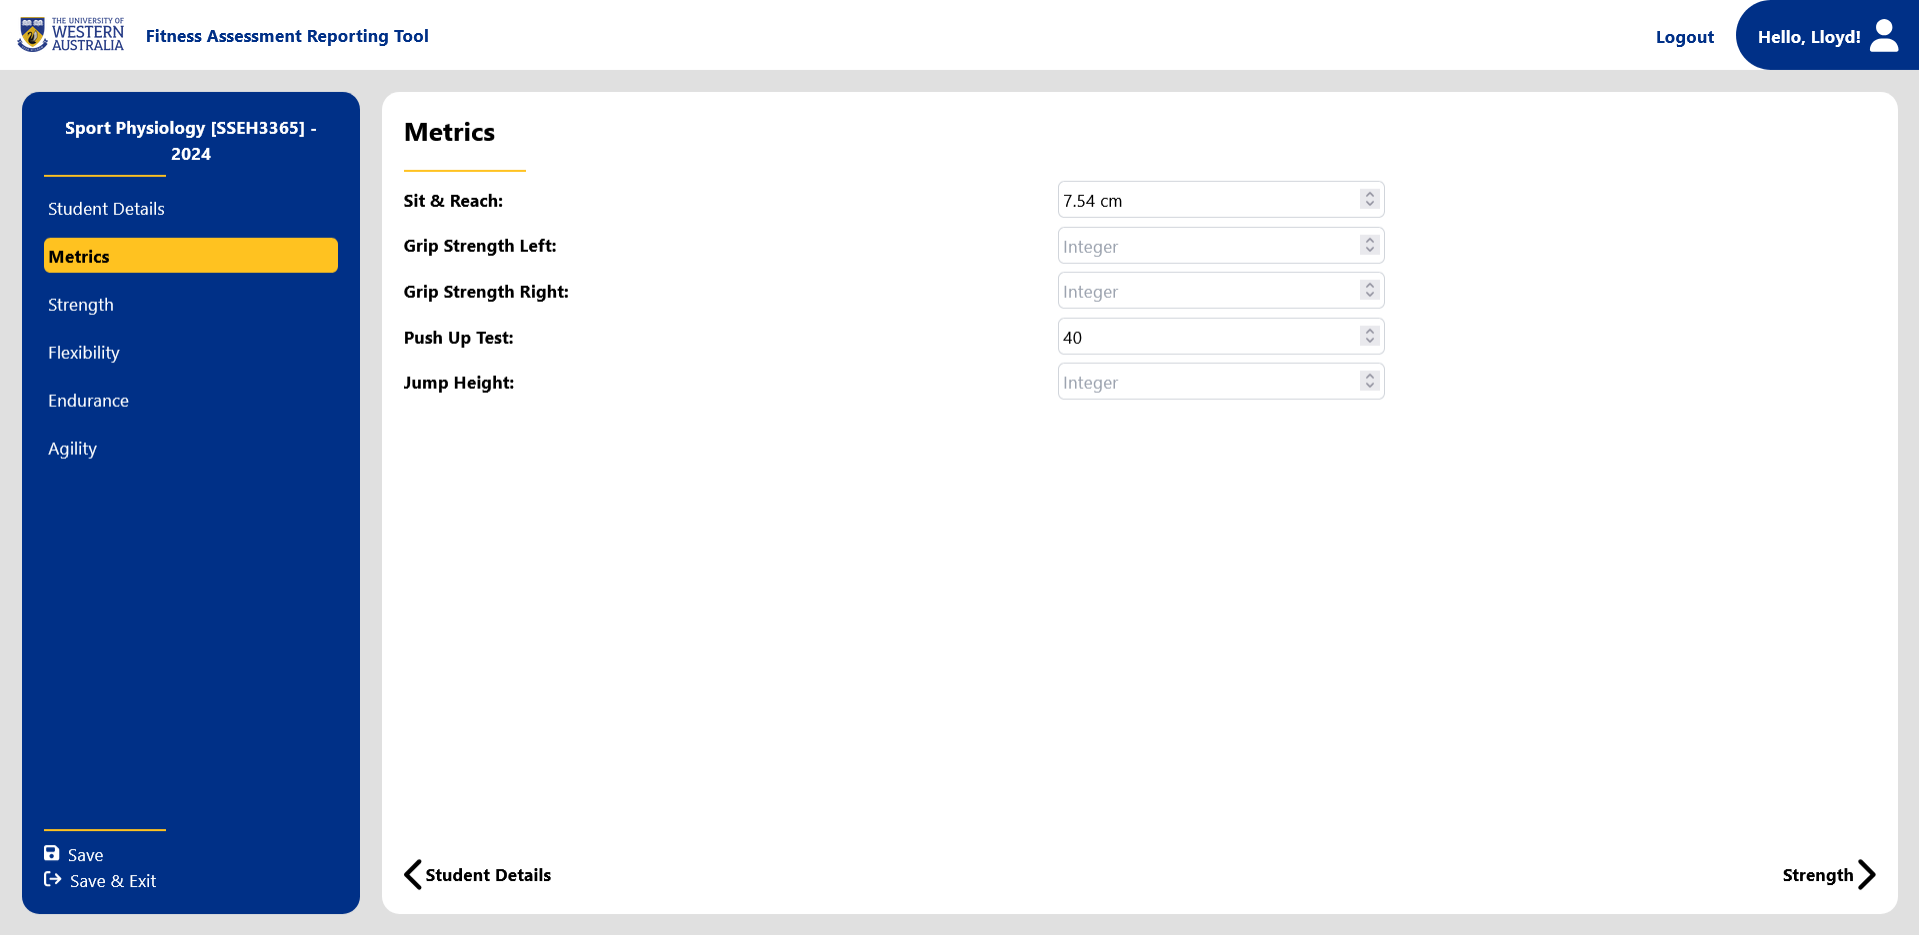 THE UNIVERSITY OF
WESTERN
AUSTRALIA
Fitness Assessment Reporting Tool
Logout
Hello, Lloyd!
Sport Physiology [SSEH3365] -
2024
Student Details
Metrics
Strength
Flexibility
Endurance
Agility
Save
Save & Exit
Metrics
Sit & Reach:
7.54 cm
Grip Strength Left:
Integer
Grip Strength Right:
Integer
Push Up Test:
40
Jump Height:
Integer
Student Details
Strength